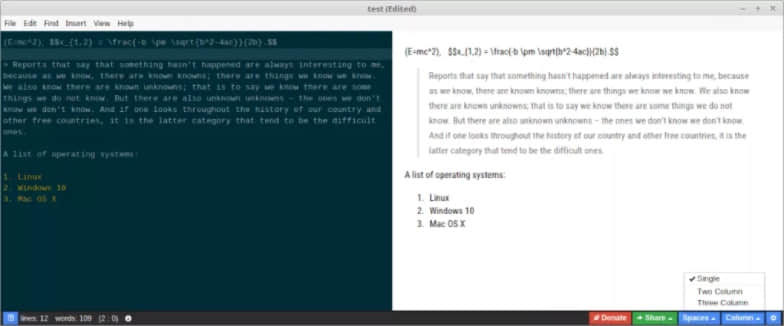 test (Edited)
File Edit Find Insert View Help
(E=mc^2), $$x_{1,2} = \frac{-b \pm \sqrt{b^2-4ac}}{2b}.$$
> Reports that say that something hasn't happened are always interesting to me,
because as we know, there are known knowns; there are things we know we know.
We also know there are known unknowns; that is to say we know there are some
things we do not know. But there are also unknown unknowns – the ones we don't
know we don't know. And if one looks throughout the history of our country and
other free countries, it is the latter category that tend to be the difficult
ones.
A list of operating systems:
1. Linux
2. Windows 10
3. Mac OS X
(E=mc^2), $$x_{1,2} = \frac{-b \pm \sqrt{b^2-4ac}}{2b}.$$
Reports that say that something hasn't happened are always interesting to me, because
as we know, there are known knowns; there are things we know we know. We also know
there are known unknowns; that is to say we know there are some things we do not
know. But there are also unknown unknowns – the ones we don't know we don't know.
And if one looks throughout the history of our country and other free countries, it is the
latter category that tend to be the difficult ones.
A list of operating systems:
1. Linux
2. Windows 10
3. Mac OS X
Single
Two Column
Three Column
lines: 12 words: 109 (2 : 0)
Donate Share Spaces Column